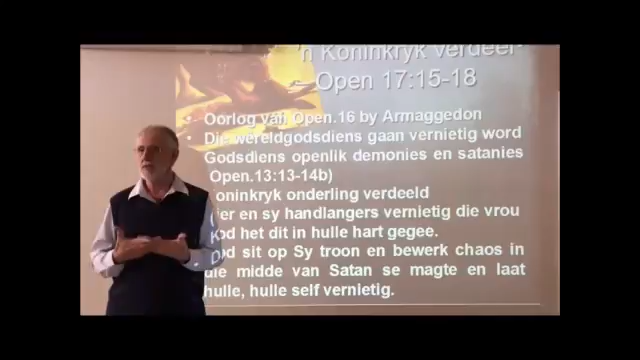 'n Koninkryk verdeel-
Open 17:15-18
• Oorlog van Open.16 by Armaggedon
• Die wêreldgodsdiens gaan vernietig word
Godsdiens openlik demonies en satanies
Open.13:13-14b)
oninkryk onderling verdeeld
ier en sy handlangers vernietig die vrou
God het dit in hulle hart gegee.
sit op Sy troon en bewerk chaos in
die midde van Satan se magte en laat
hulle, hulle self vernietig.